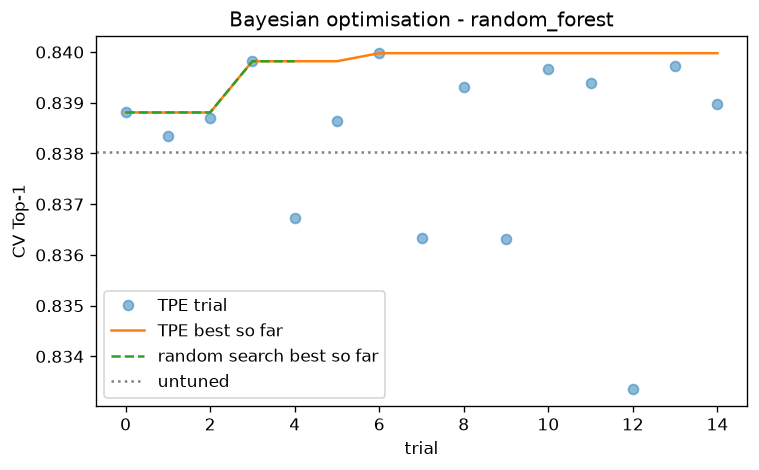 Bayesian optimisation - random_forest
CV Top-1
0.840
0.839
0.838
0.837
0.836
0.835
0.834
TPE trial
TPE best so far
random search best so far
untuned
0 2 4 6 8 10 12 14
trial